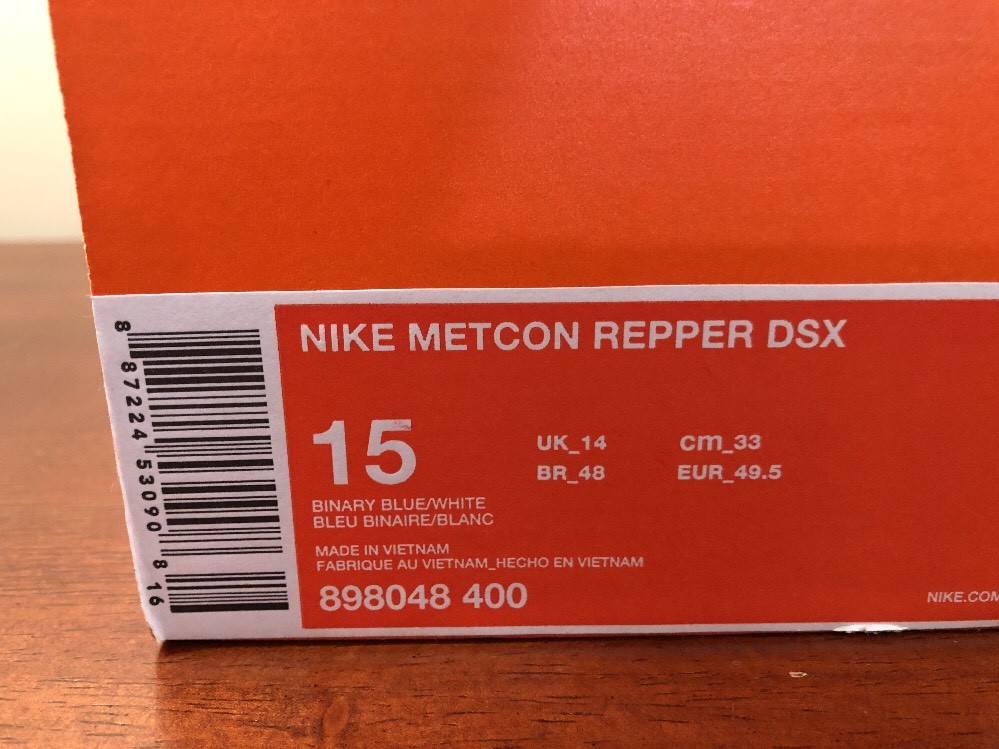 NIKE METCON REPPER DSX
15
UK_14 cm_33
BR_48 EUR_49.5
BINARY BLUE/WHITE
BLEU BINAIRE/BLANC
MADE IN VIETNAM
FABRIQUE AU VIETNAM_HECHO EN VIETNAM
898048 400
NIKE.COM
8 87224 53090 8 16